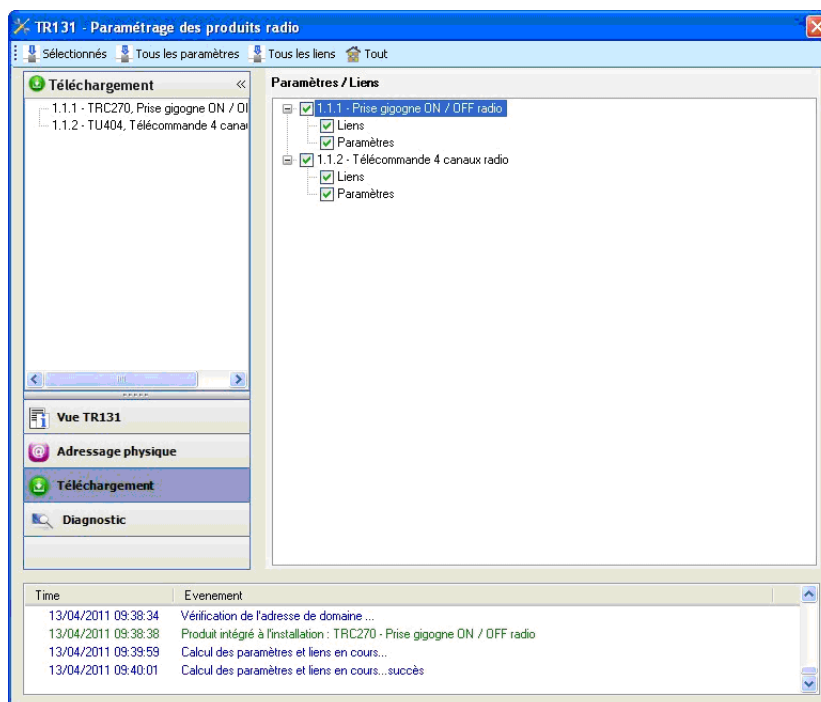 TR131 - Paramétrage des produits radio
Sélectionnés Tous les paramètres Tous les liens Tout
Téléchargement «
1.1.1 - TRC270, Prise gigogne ON / O
1.1.2 - TU404, Télécommande 4 cana
Vue TR131
Adressage physique
Téléchargement
Diagnostic
Paramètres / Liens
1.1.1 - Prise gigogne ON / OFF radio
Liens
Paramètres
1.1.2 - Télécommande 4 canaux radio
Liens
Paramètres
Time Evenement
13/04/2011 09:38:34 Vérification de l'adresse de domaine ...
13/04/2011 09:38:38 Produit intégré à l'installation : TRC270 - Prise gigogne ON / OFF radio
13/04/2011 09:39:59 Calcul des paramètres et liens en cours...
13/04/2011 09:40:01 Calcul des paramètres et liens en cours...succès